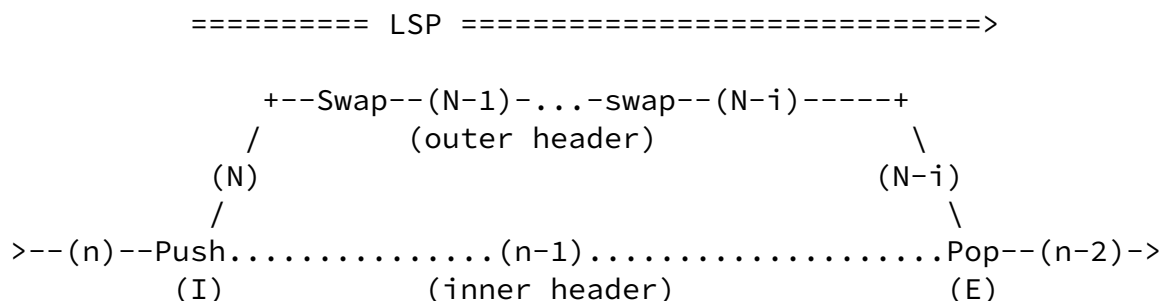 ========== LSP =============================>
+--Swap--(N-1)-...-swap--(N-i)-----+
/ (outer header) \
(N) (N-i)
/ \
>--(n)--Push...............(n-1).....................Pop--(n-2)->
(I) (inner header) (E)